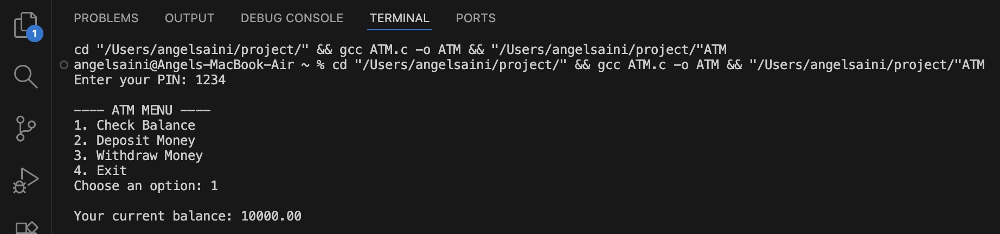 PROBLEMS OUTPUT DEBUG CONSOLE TERMINAL PORTS
1
cd "/Users/angelsaini/project/" && gcc ATM.c -o ATM && "/Users/angelsaini/project/"ATM
angelsaini@Angels-MacBook-Air ~ % cd "/Users/angelsaini/project/" && gcc ATM.c -o ATM && "/Users/angelsaini/project/"ATM
Enter your PIN: 1234
---- ATM MENU ----
1. Check Balance
2. Deposit Money
3. Withdraw Money
4. Exit
Choose an option: 1
Your current balance: 10000.00